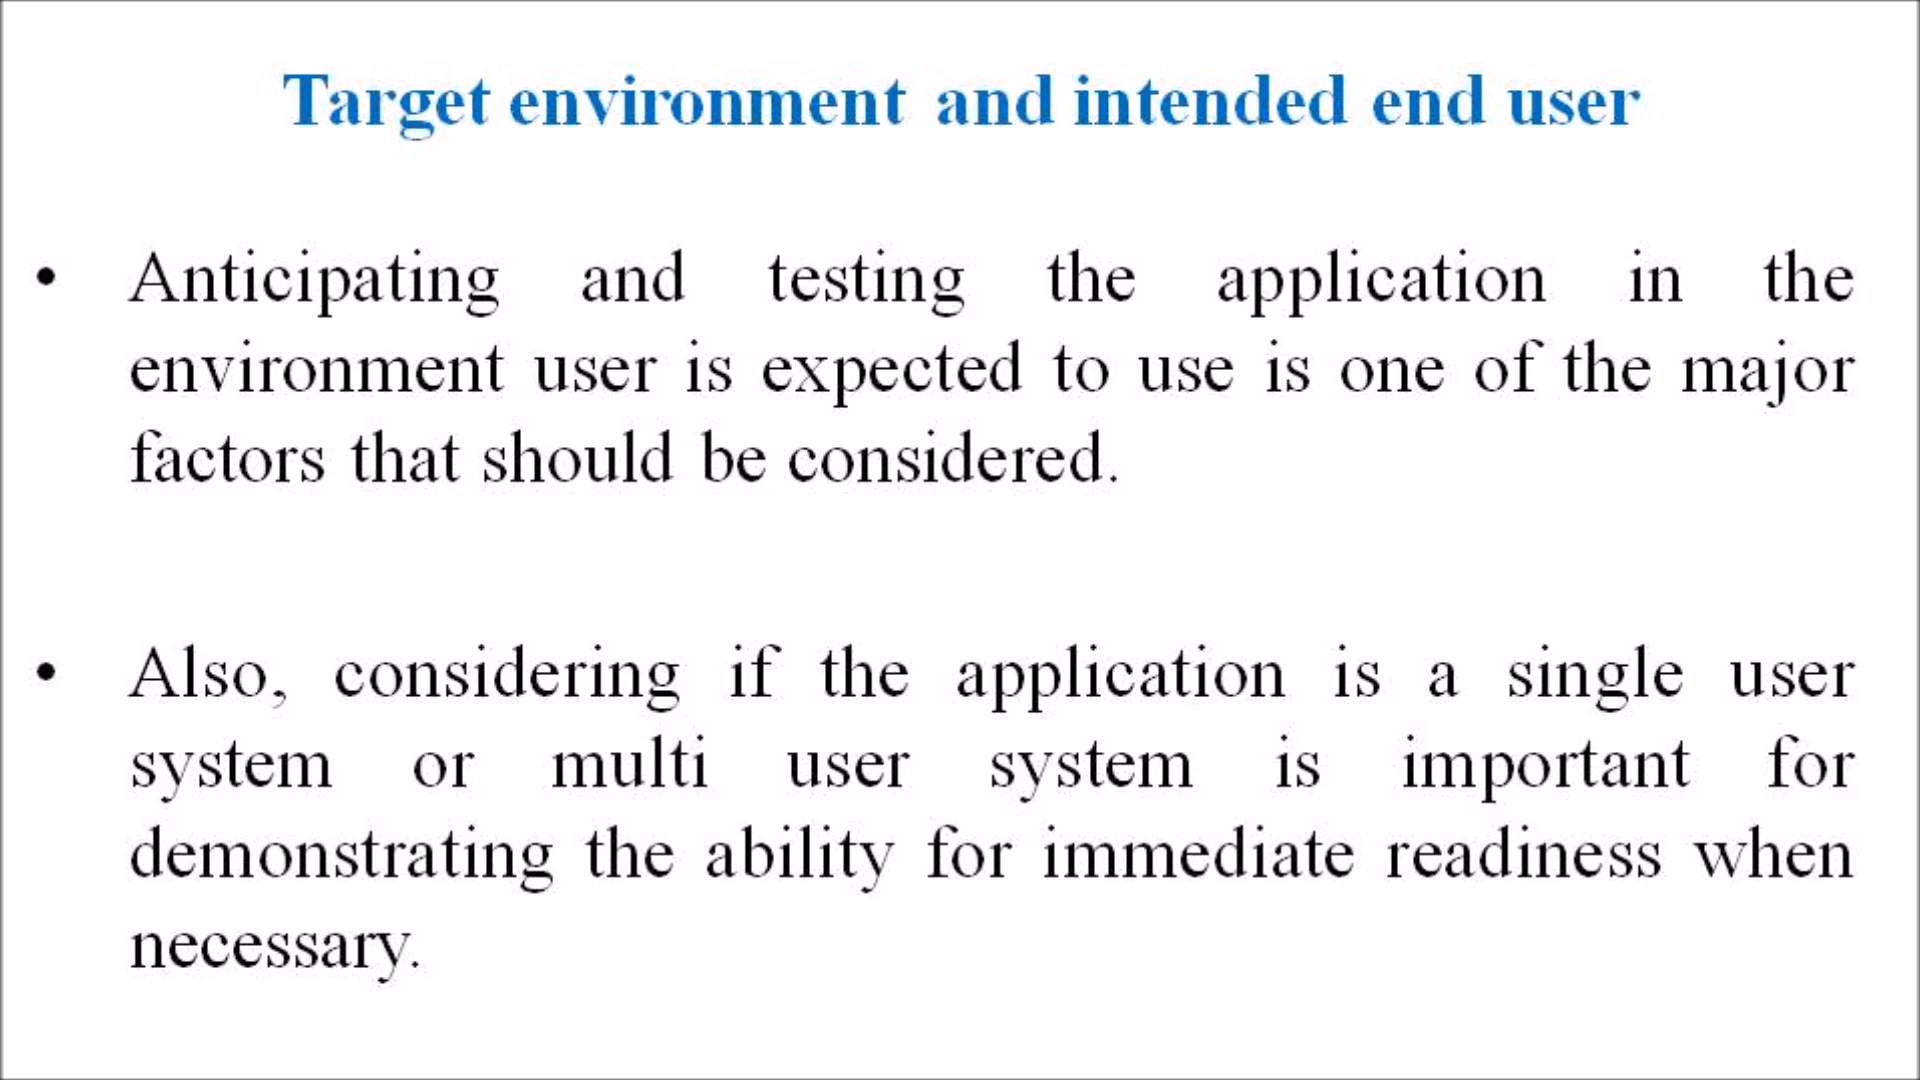 Target environment and intended end user
• Anticipating and testing the application in the
environment user is expected to use is one of the major
factors that should be considered.
• Also, considering if the application is a single user
system or multi user system is important for
demonstrating the ability for immediate readiness when
necessary.